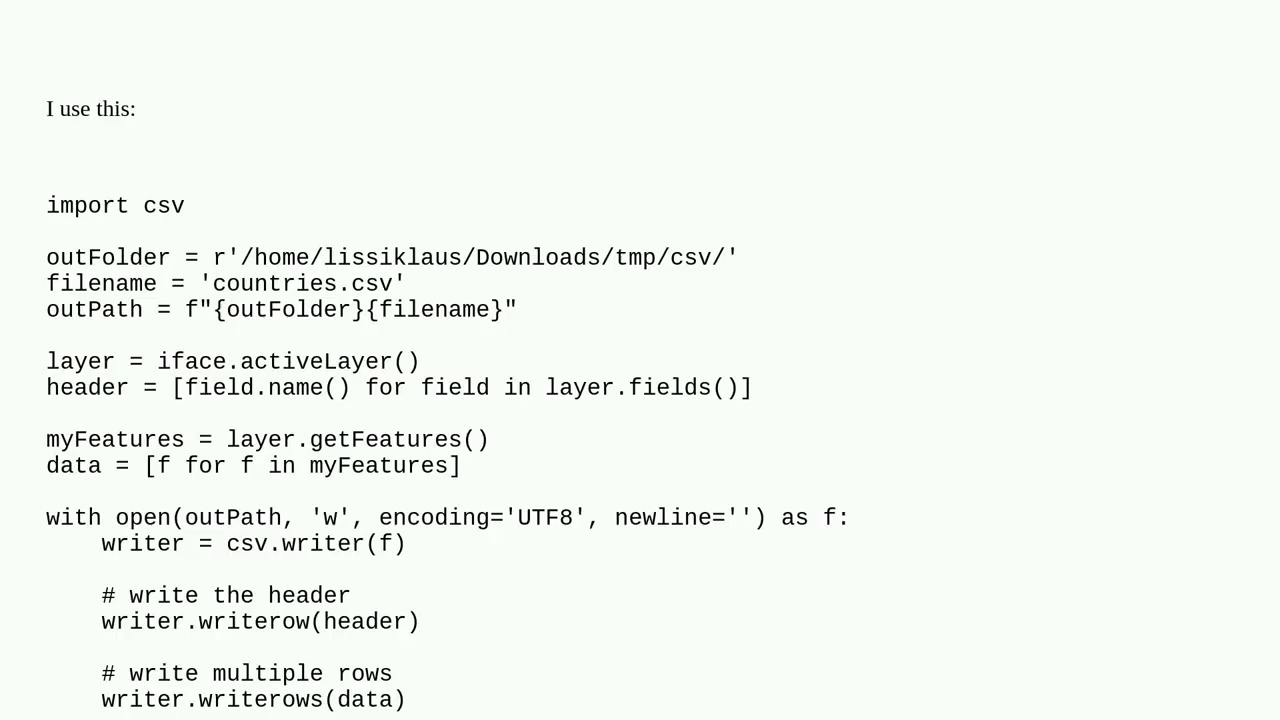 I use this:
import csv
outFolder = r'/home/lissiklaus/Downloads/tmp/csv/'
filename = 'countries.csv'
outPath = f"{outFolder}{filename}"
layer = iface.activeLayer()
header = [field.name() for field in layer.fields()]
myFeatures = layer.getFeatures()
data = [f for f in myFeatures]
with open(outPath, 'w', encoding='UTF8', newline='') as f:
    writer = csv.writer(f)
    # write the header
    writer.writerow(header)
    # write multiple rows
    writer.writerows(data)